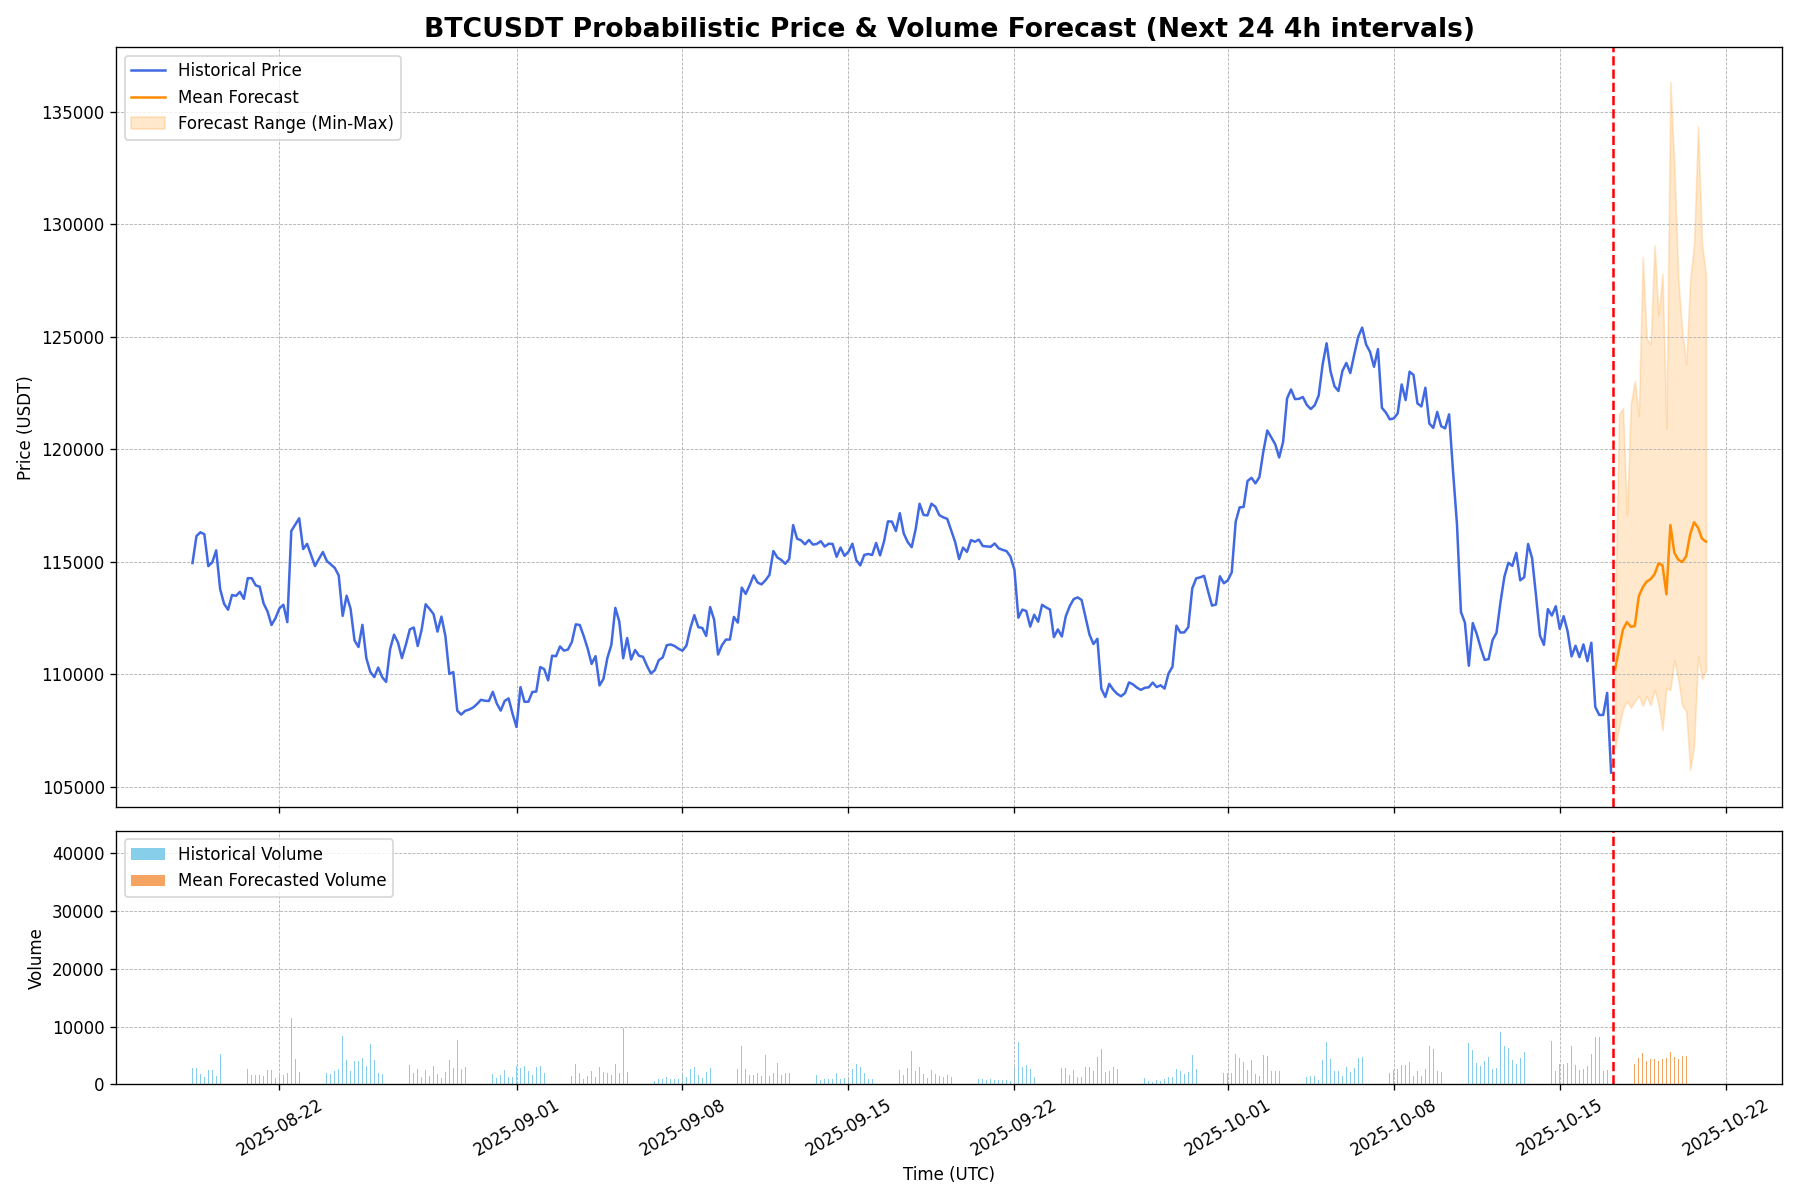 BTCUSDT Probabilistic Price & Volume Forecast (Next 24 4h intervals)
Historical Price
Mean Forecast
Forecast Range (Min-Max)
Price (USDT)
135000
130000
125000
120000
115000
110000
105000
Historical Volume
Mean Forecasted Volume
Volume
40000
30000
20000
10000
0
2025-08-22
2025-09-01
2025-09-08
2025-09-15
2025-09-22
2025-10-01
2025-10-08
2025-10-15
2025-10-22
Time (UTC)